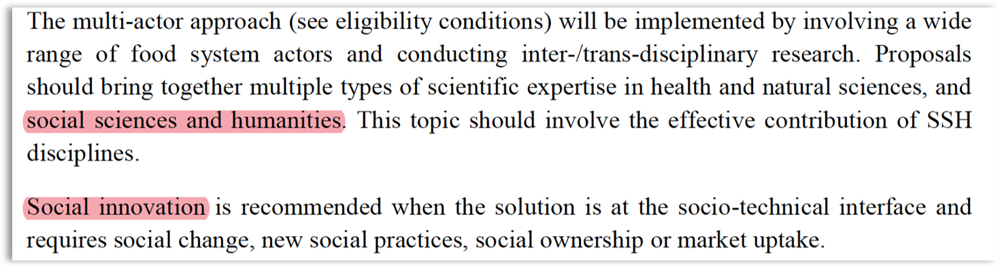 The multi-actor approach (see eligibility conditions) will be implemented by involving a wide
range of food system actors and conducting inter-/trans-disciplinary research. Proposals
should bring together multiple types of scientific expertise in health and natural sciences, and
social sciences and humanities. This topic should involve the effective contribution of SSH
disciplines.
Social innovation is recommended when the solution is at the socio-technical interface and
requires social change, new social practices, social ownership or market uptake.